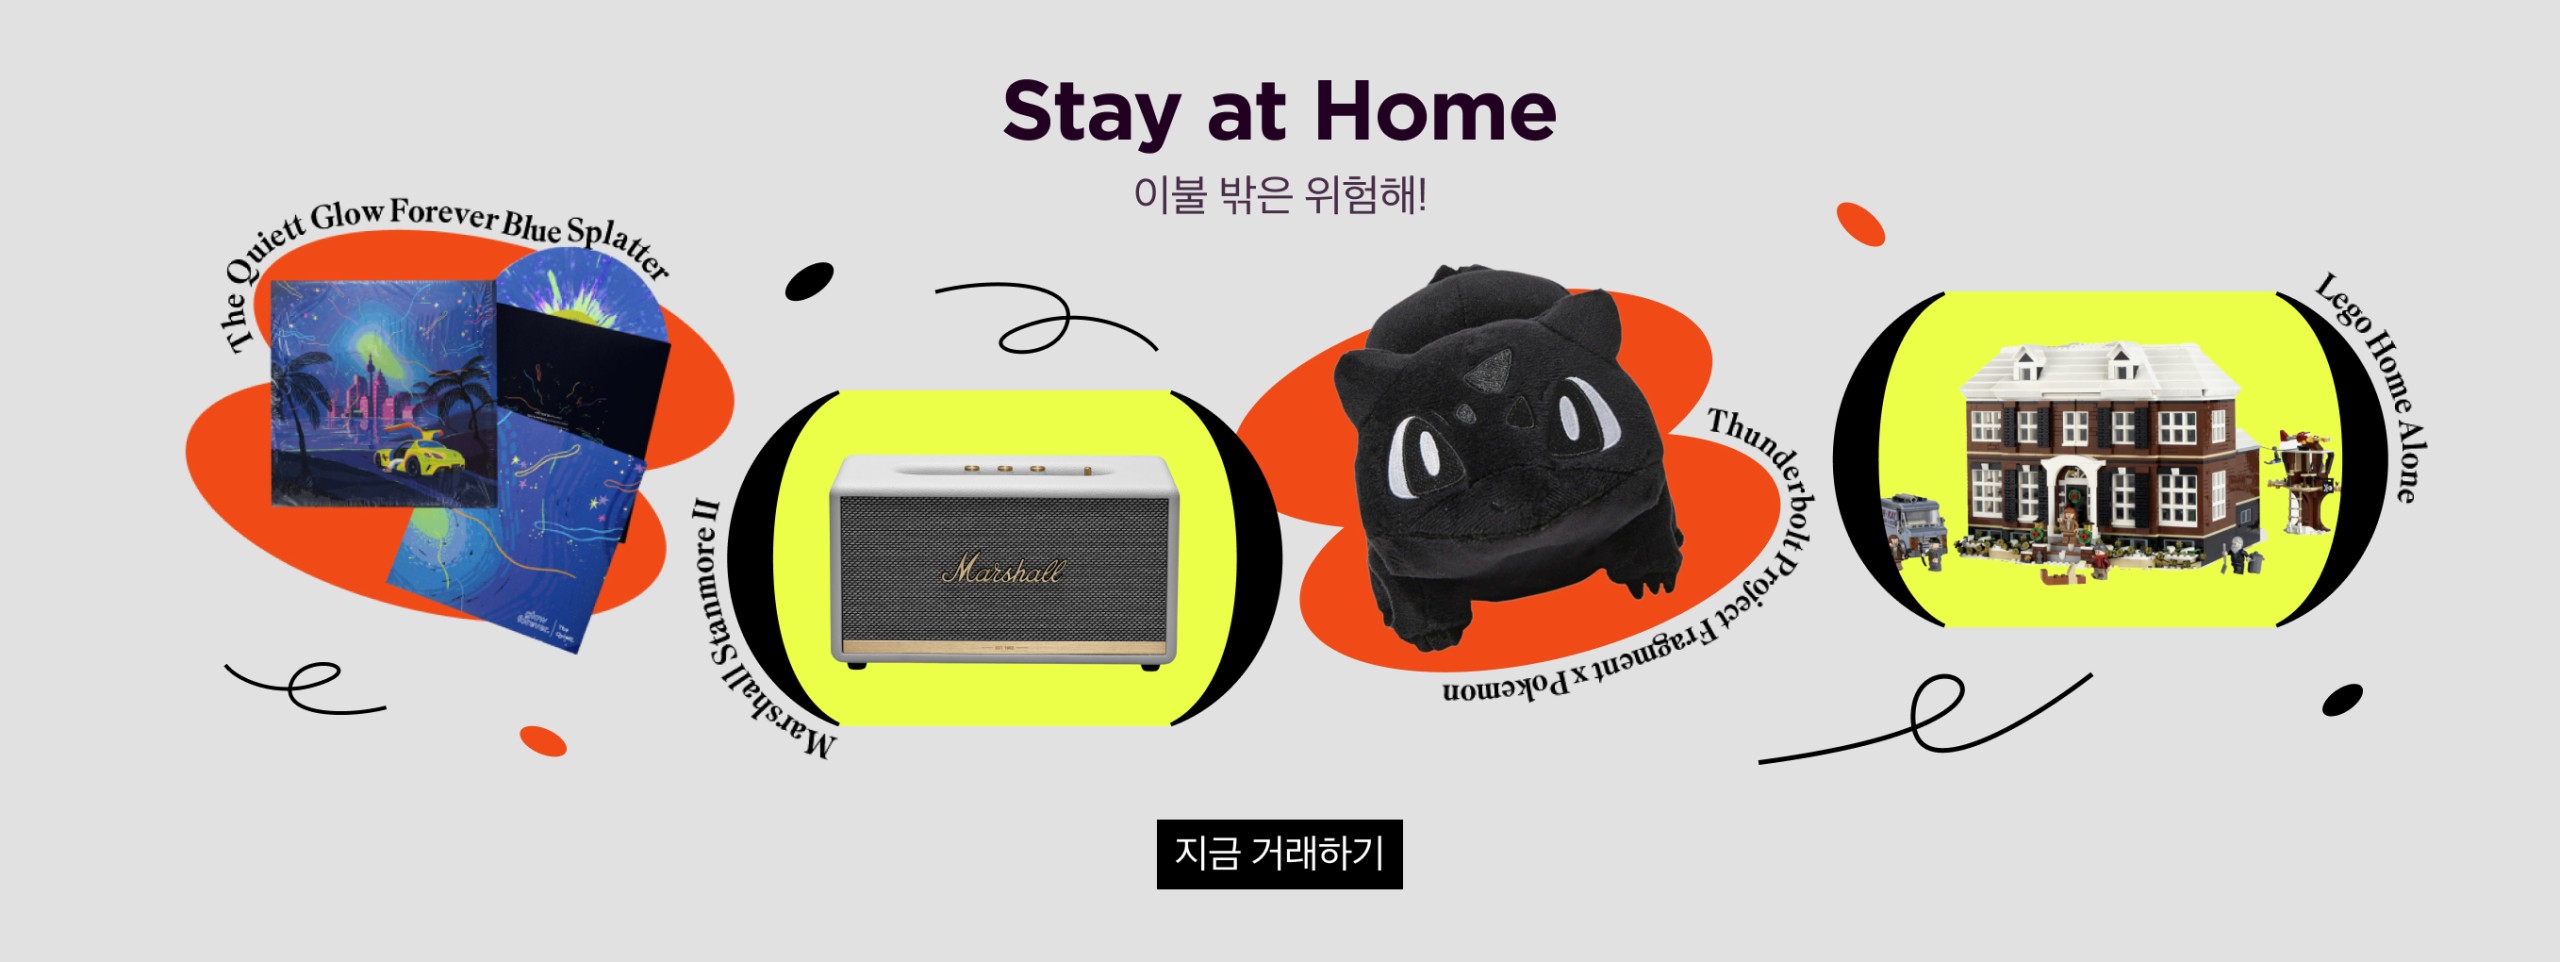 Stay at Home
이불 밖은 위험해!
The Quiett Glow Forever Blue Splatter
Marshall Stanmore II
Marshall
Thunderbolt Project Fragment x Pokemon
Lego Home Alone
지금 거래하기